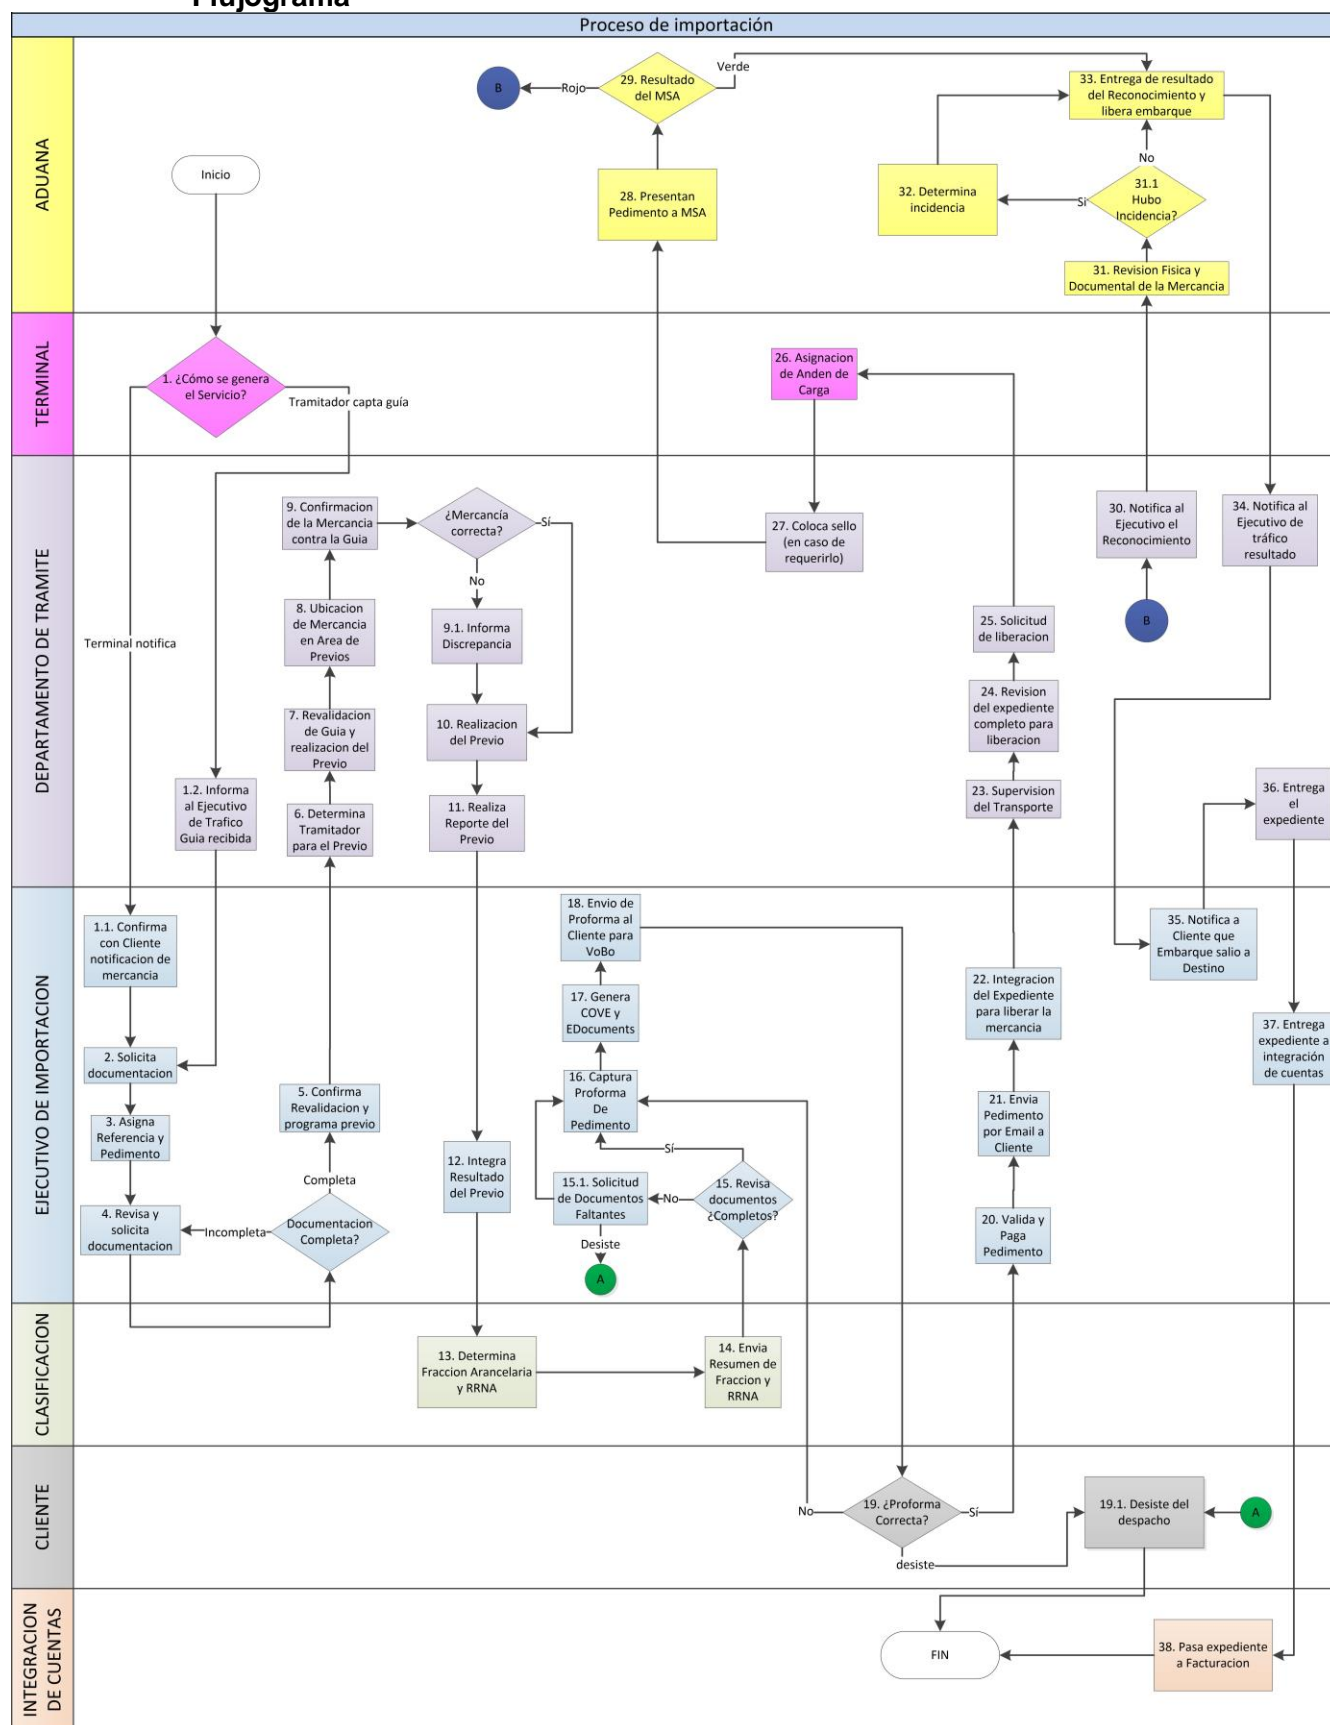 Flujograma
Proceso de importación
ADUANA
Inicio
B
Rojo
29. Resultado
del MSA
Verde
28. Presentan
Pedimento a MSA
33. Entrega de resultado
del Reconocimiento y
libera embarque
No
32. Determina
incidencia
Si
31.1
Hubo
Incidencia?
31. Revision Fisica y
Documental de la Mercancia
TERMINAL
1. ¿Cómo se genera
el Servicio?
Tramitador capta guía
26. Asignacion
de Anden de
Carga
DEPARTAMENTO DE TRAMITE
Terminal notifica
9. Confirmacion
de la Mercancia
contra la Guia
¿Mercancía
correcta?
Sí
No
27. Coloca sello
(en caso de
requerirlo)
30. Notifica al
Ejecutivo el
Reconocimiento
34. Notifica al
Ejecutivo de
tráfico
resultado
B
8. Ubicacion
de Mercancia
en Area de
Previos
9.1. Informa
Discrepancia
25. Solicitud
de liberacion
7. Revalidacion
de Guia y
realizacion del
Previo
10. Realizacion
del Previo
24. Revision
del expediente
completo para
liberacion
1.2. Informa
al Ejecutivo
de Trafico
Guia recibida
6. Determina
Tramitador
para el Previo
11. Realiza
Reporte del
Previo
23. Supervision
del Transporte
36. Entrega
el
expediente
EJECUTIVO DE IMPORTACION
1.1. Confirma
con Cliente
notificacion de
mercancia
18. Envio de
Proforma al
Cliente para
VoBo
35. Notifica a
Cliente que
Embarque salio a
Destino
17. Genera
COVE y
EDocuments
22. Integracion
del Expediente
para liberar la
mercancia
2. Solicita
documentacion
37. Entrega
expediente a
integración
de cuentas
5. Confirma
Revalidacion y
programa previo
16. Captura
Proforma
De
Pedimento
21. Envia
Pedimento
por Email a
Cliente
3. Asigna
Referencia y
Pedimento
Completa
12. Integra
Resultado
del Previo
Sí
15.1. Solicitud
de Documentos
Faltantes
No
15. Revisa
documentos
¿Completos?
4. Revisa y
solicita
documentacion
Incompleta
Documentacion
Completa?
Desiste
A
20. Valida y
Paga
Pedimento
CLASIFICACION
13. Determina
Fraccion Arancelaria
y RRNA
14. Envia
Resumen de
Fraccion y
RRNA
CLIENTE
No
19. ¿Proforma
Correcta?
Sí
desiste
19.1. Desiste del
despacho
A
INTEGRACION
DE CUENTAS
FIN
38. Pasa expediente
a Facturacion